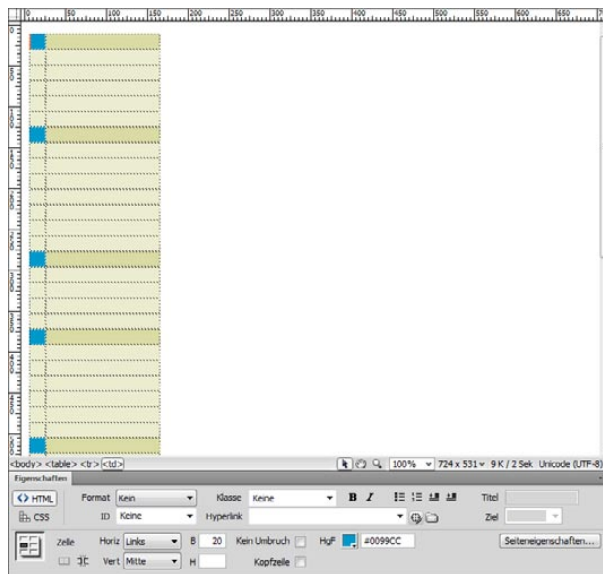 0 50 100 150 200 250 300 350 400 450 500 550 600 650
<body> <table> <tr> <td> 100% 724 x 531 9 K / 2 Sek Unicode (UTF-8)
Eigenschaften
<> HTML Format Kein Klasse Keine B I Titel
CSS ID Keine Hyperlink Ziel
Zelle Horiz Links B 20 Kein Umbruch HgF #0099CC Seiteneigenschaften...
Vert Mitte H Kopfzeile